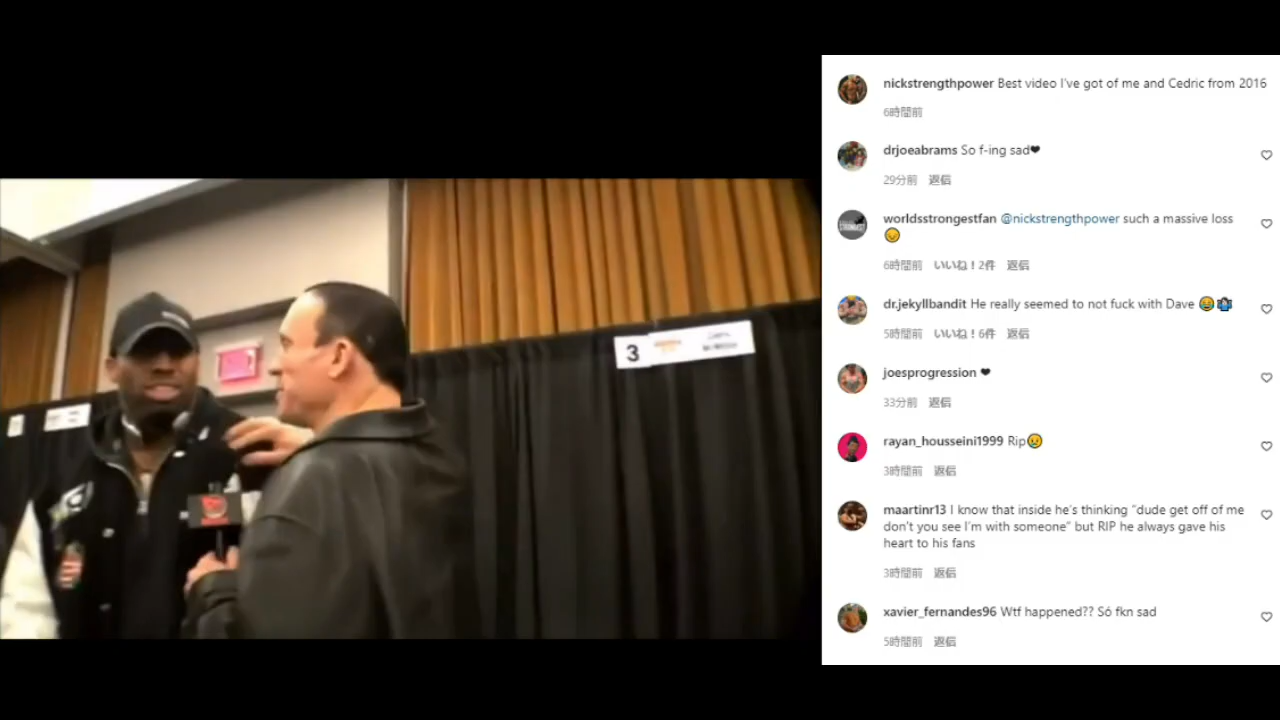 3
nickstrengthpower Best video I've got of me and Cedric from 2016
6時間前
drjoeabrams So f-ing sad❤
29分前 返信
worldsstrongestfan @nickstrengthpower such a massive loss
😔
6時間前 いいね！2件 返信
dr.jekyllbandit He really seemed to not fuck with Dave 😂🤷🏿‍♂️
5時間前 いいね！6件 返信
joesprogression ❤
33分前 返信
rayan_housseini1999 Rip😢
3時間前 返信
maartinr13 I know that inside he's thinking "dude get off of me
don't you see I'm with someone" but RIP he always gave his
heart to his fans
3時間前 返信
xavier_fernandes96 Wtf happened?? Só fkn sad
5時間前 返信